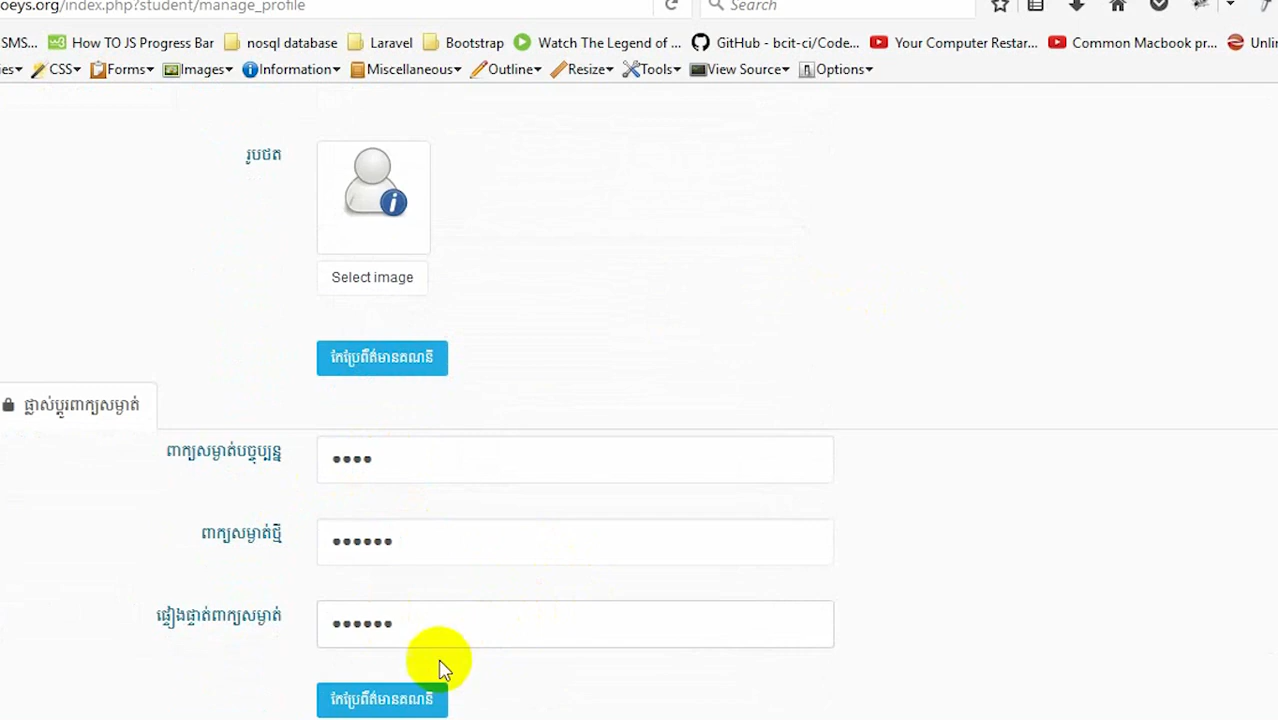 oeys.org/index.php?student/manage_profile
Search
SMS...
How TO JS Progress Bar
nosql database
Laravel
Bootstrap
Watch The Legend of ...
GitHub - bcit-ci/Code...
Your Computer Restar...
Common Macbook pr...
Unlin
es
CSS
Forms
Images
Information
Miscellaneous
Outline
Resize
Tools
View Source
Options
រូបថត
Select image
កែប្រែព័ត៌មានគណនី
ផ្លាស់ប្តូរពាក្យសម្ងាត់
ពាក្យសម្ងាត់បច្ចុប្បន្ន
ពាក្យសម្ងាត់ថ្មី
ផ្ទៀងផ្ទាត់ពាក្យសម្ងាត់
កែប្រែព័ត៌មានគណនី